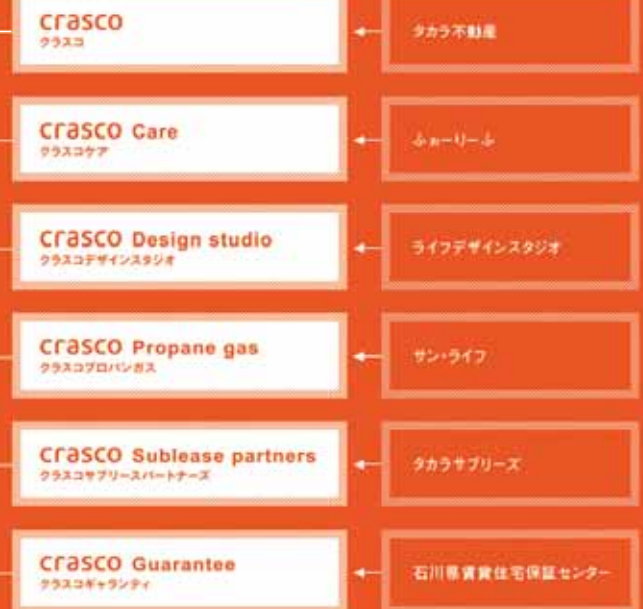 crasco
クラスコ
タカラ不動産
crasco Care
クラスコケア
ふぉーりーふ
crasco Design studio
クラスコデザインスタジオ
ライフデザインスタジオ
crasco Propane gas
クラスコプロパンガス
サン・ライフ
crasco Sublease partners
クラスコサブリースパートナーズ
タカラサブリーズ
crasco Guarantee
クラスコギャランティ
石川県賃貸住宅保証センター